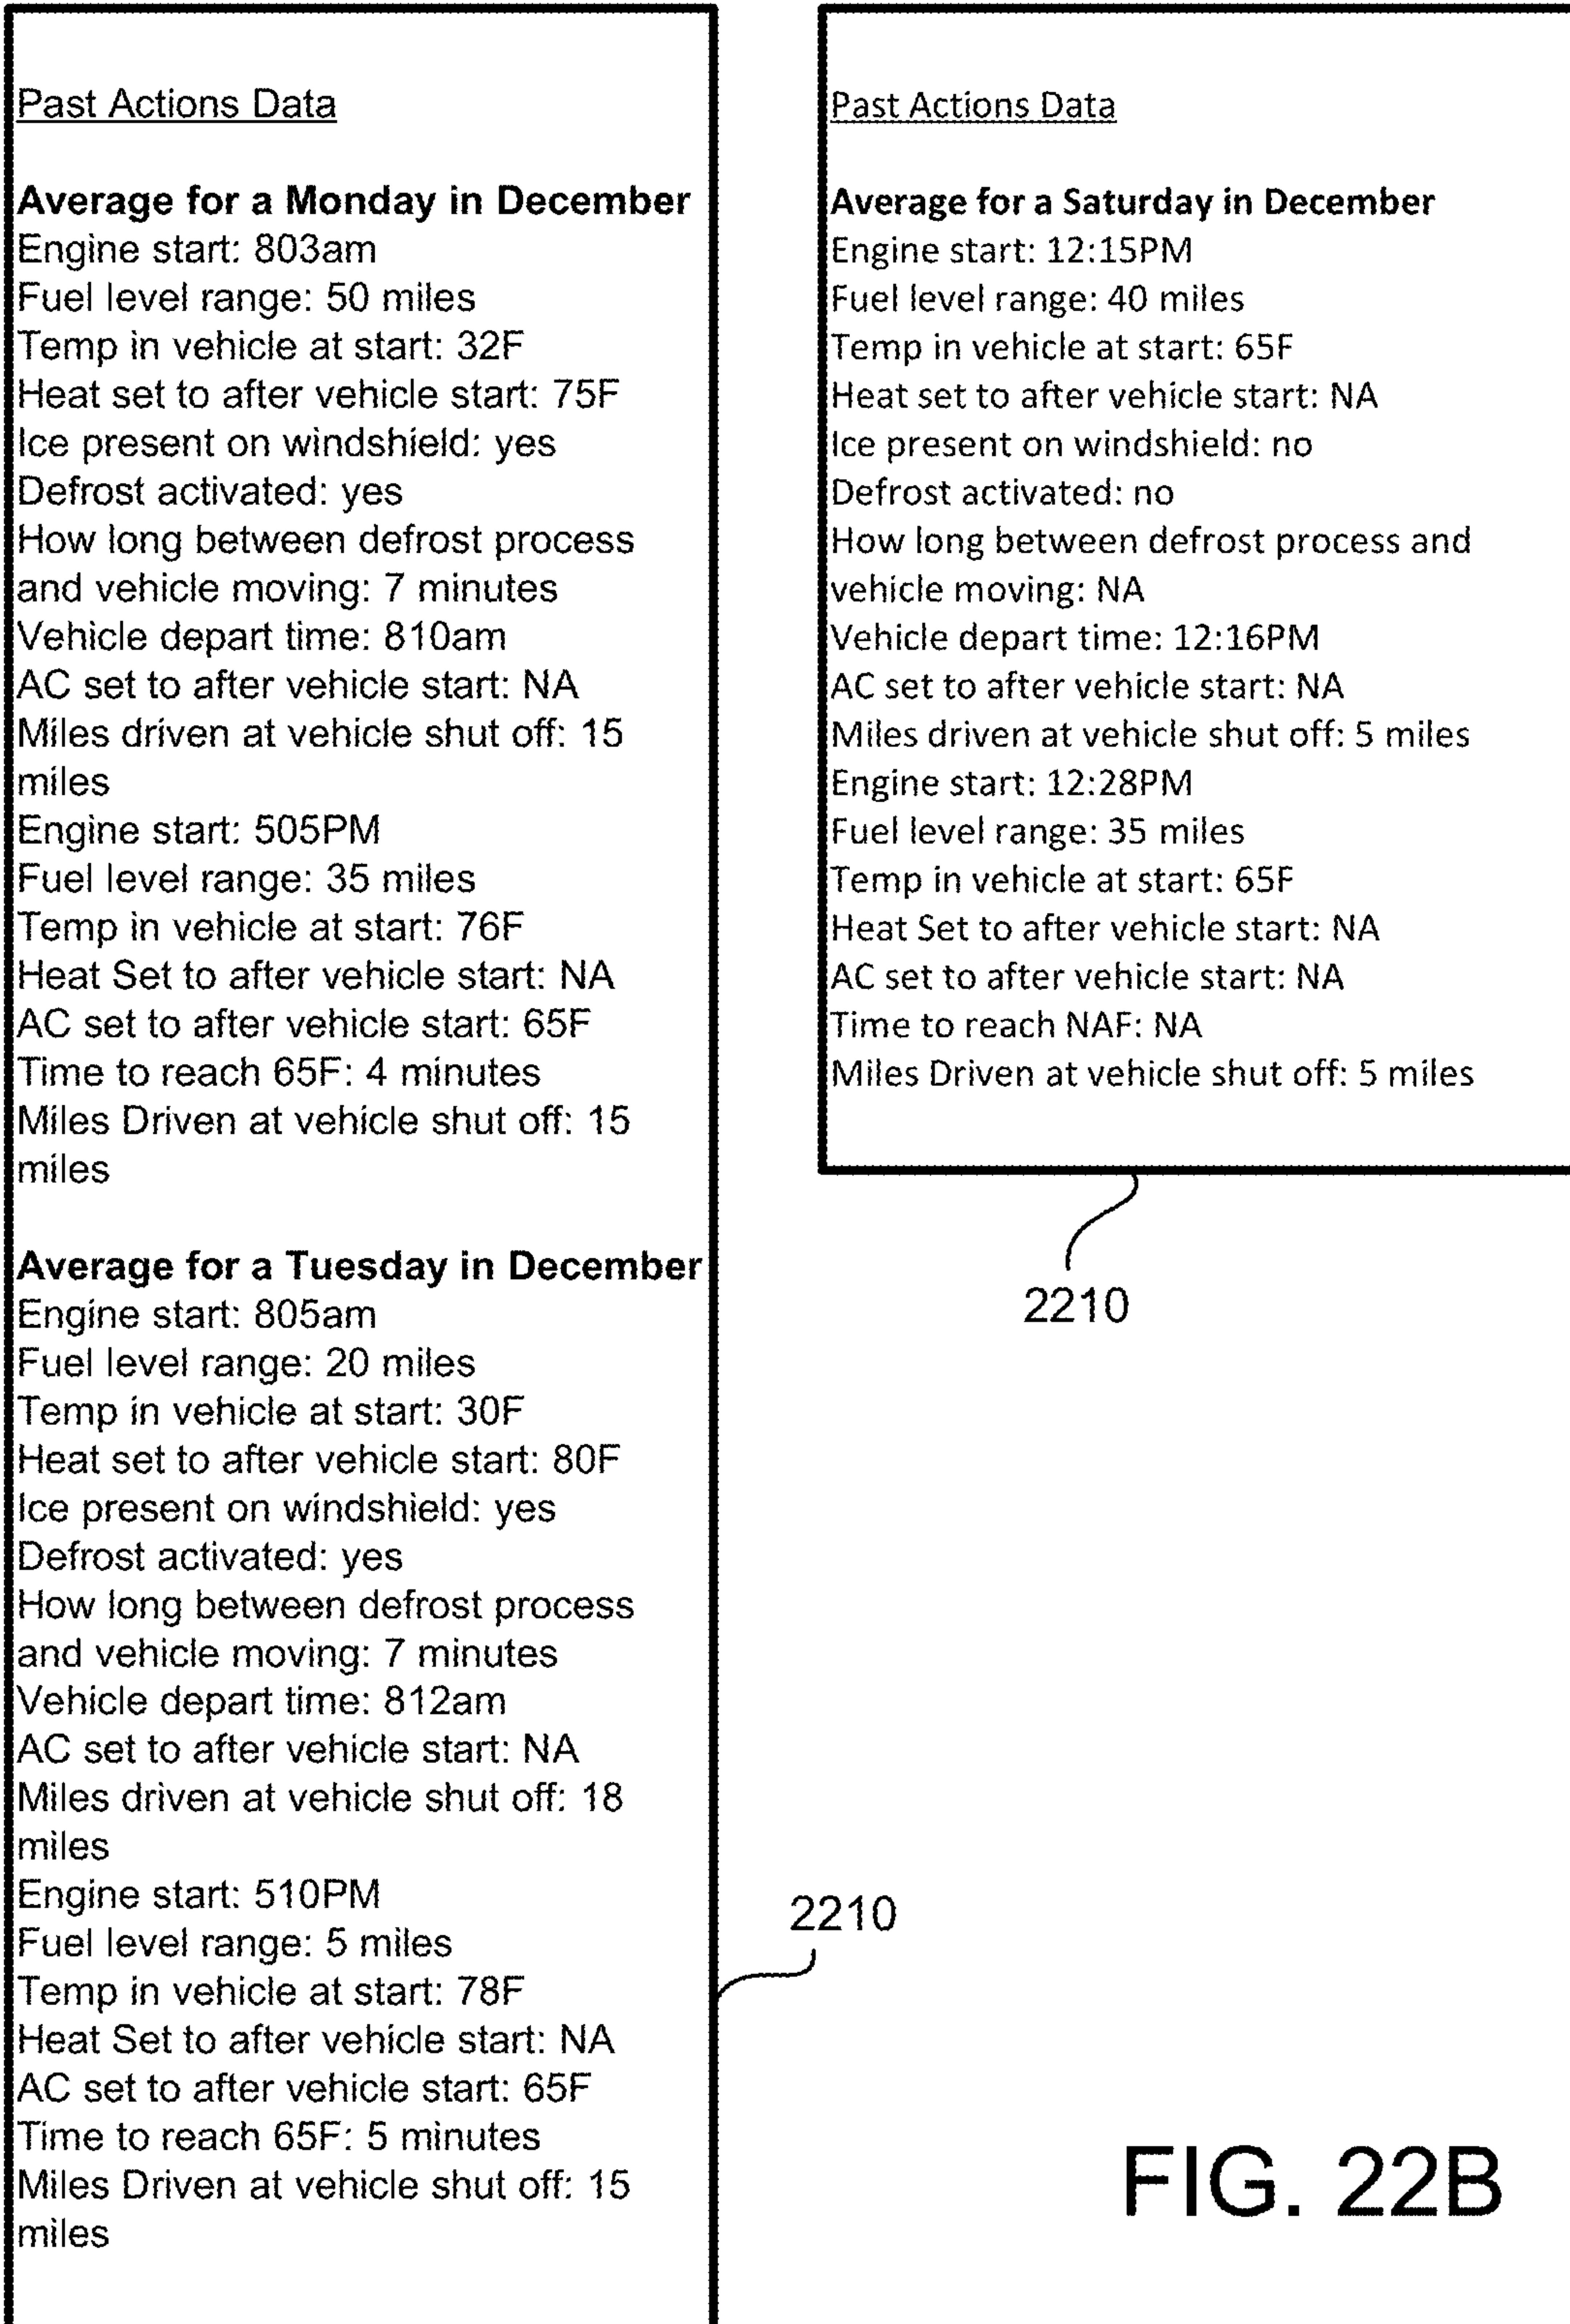 Past Actions Data
Average for a Monday in December
Engine start: 803am
Fuel level range: 50 miles
Temp in vehicle at start: 32F
Heat set to after vehicle start: 75F
Ice present on windshield: yes
Defrost activated: yes
How long between defrost process
and vehicle moving: 7 minutes
Vehicle depart time: 810am
AC set to after vehicle start: NA
Miles driven at vehicle shut off: 15
miles
Engine start: 505PM
Fuel level range: 35 miles
Temp in vehicle at start: 76F
Heat Set to after vehicle start: NA
AC set to after vehicle start: 65F
Time to reach 65F: 4 minutes
Miles Driven at vehicle shut off: 15
miles
Average for a Tuesday in December
Engine start: 805am
Fuel level range: 20 miles
Temp in vehicle at start: 30F
Heat set to after vehicle start: 80F
Ice present on windshield: yes
Defrost activated: yes
How long between defrost process
and vehicle moving: 7 minutes
Vehicle depart time: 812am
AC set to after vehicle start: NA
Miles driven at vehicle shut off: 18
miles
Engine start: 510PM
Fuel level range: 5 miles
Temp in vehicle at start: 78F
Heat Set to after vehicle start: NA
AC set to after vehicle start: 65F
Time to reach 65F: 5 minutes
Miles Driven at vehicle shut off: 15
miles
2210
Past Actions Data
Average for a Saturday in December
Engine start: 12:15PM
Fuel level range: 40 miles
Temp in vehicle at start: 65F
Heat set to after vehicle start: NA
Ice present on windshield: no
Defrost activated: no
How long between defrost process and
vehicle moving: NA
Vehicle depart time: 12:16PM
AC set to after vehicle start: NA
Miles driven at vehicle shut off: 5 miles
Engine start: 12:28PM
Fuel level range: 35 miles
Temp in vehicle at start: 65F
Heat Set to after vehicle start: NA
AC set to after vehicle start: NA
Time to reach NAF: NA
Miles Driven at vehicle shut off: 5 miles
2210
FIG. 22B